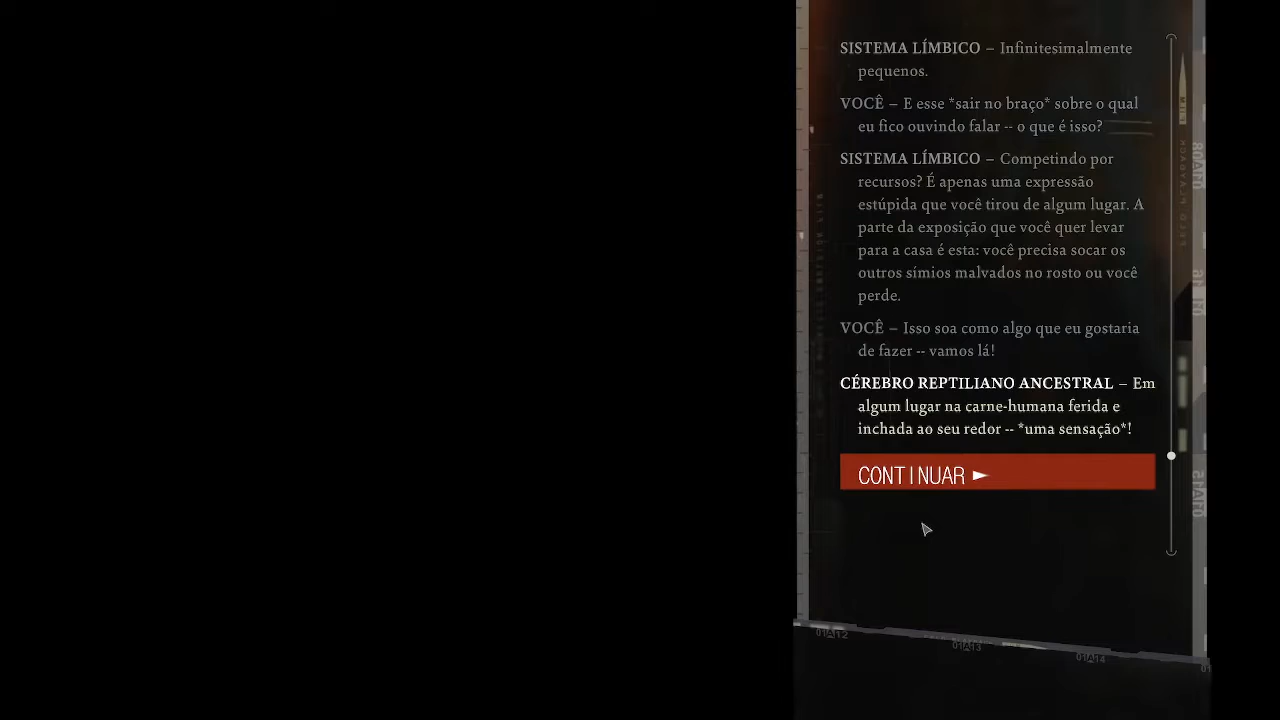 SISTEMA LÍMBICO – Infinitesimalmente
pequenos.
VOCÊ – E esse *sair no braço* sobre o qual
eu fico ouvindo falar -- o que é isso?
SISTEMA LÍMBICO – Competindo por
recursos? É apenas uma expressão
estúpida que você tirou de algum lugar. A
parte da exposição que você quer levar
para a casa é esta: você precisa socar os
outros símios malvados no rosto ou você
perde.
VOCÊ – Isso soa como algo que eu gostaria
de fazer -- vamos lá!
CÉREBRO REPTILIANO ANCESTRAL – Em
algum lugar na carne-humana ferida e
inchada ao seu redor -- *uma sensação*!
CONTINUAR
01A12
01A13
01A14